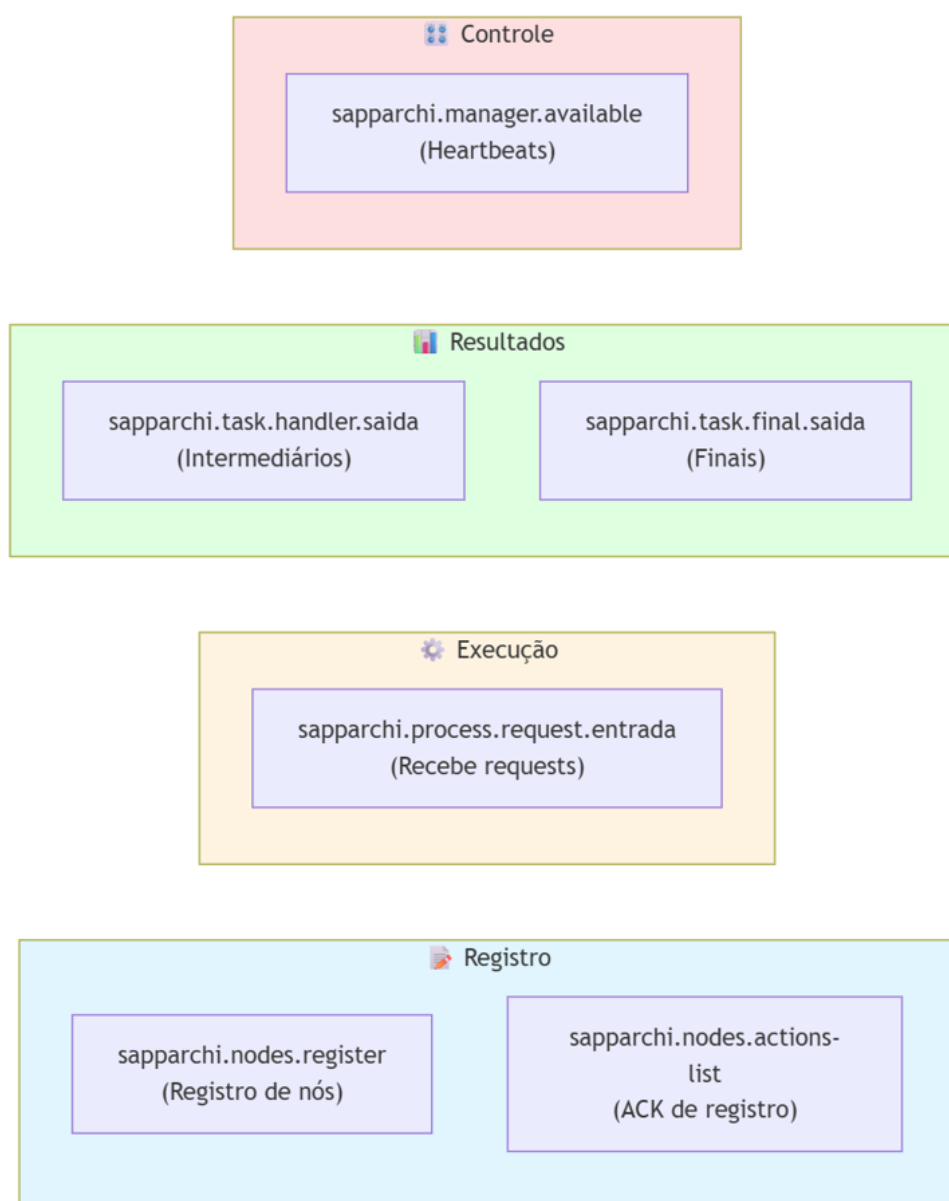 Controle
sapparchi.manager.available
(Heartbeats)
Resultados
sapparchi.task.handler.saida
(Intermediários)
sapparchi.task.final.saida
(Finais)
Execução
sapparchi.process.request.entrada
(Recebe requests)
Registro
sapparchi.nodes.register
(Registro de nós)
sapparchi.nodes.actions-
list
(ACK de registro)